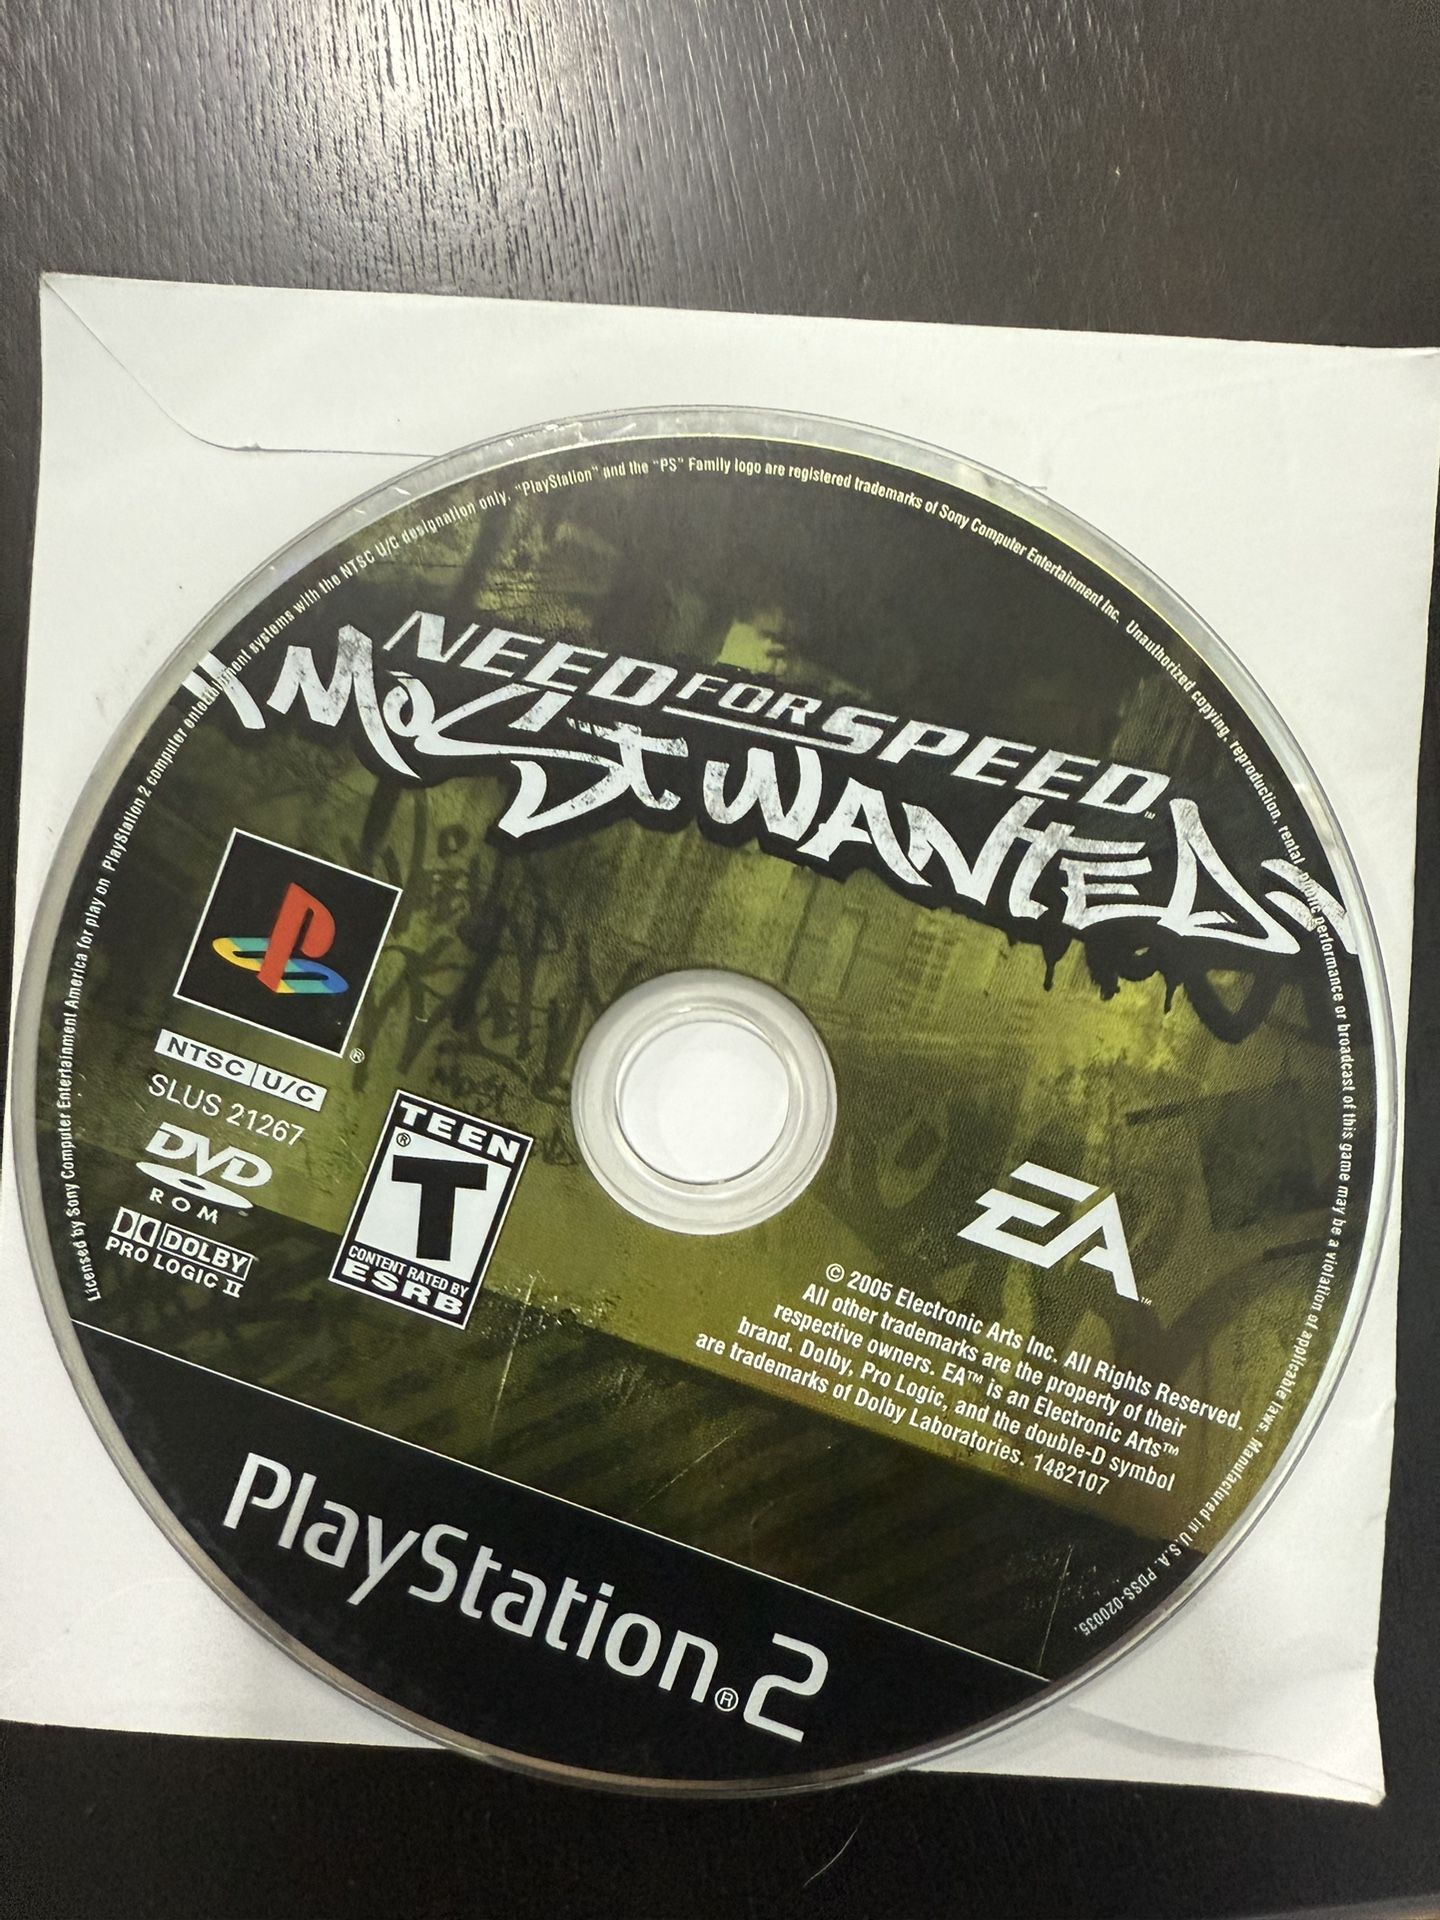 Licensed by Sony Computer Entertainment America for play on PlayStation 2 computer entertainment systems with the NTSC U/C designation only. "PlayStation" and the "PS" Family logo are registered trademarks of Sony Computer Entertainment Inc. Unauthorized copying, reproduction, rental, public performance or broadcast of this game may be a violation of applicable laws. Manufactured in U.S.A. PDSS-020035.
NEED FOR SPEED™
MOST WANTED
®
NTSC U/C
SLUS 21267
DVD
ROM
DOLBY
PRO LOGIC II
TEEN
®
T
CONTENT RATED BY
ESRB
EA™
© 2005 Electronic Arts Inc. All Rights Reserved.
All other trademarks are the property of their
respective owners. EA™ is an Electronic Arts™
brand. Dolby, Pro Logic, and the double-D symbol
are trademarks of Dolby Laboratories. 1482107
PlayStation®2